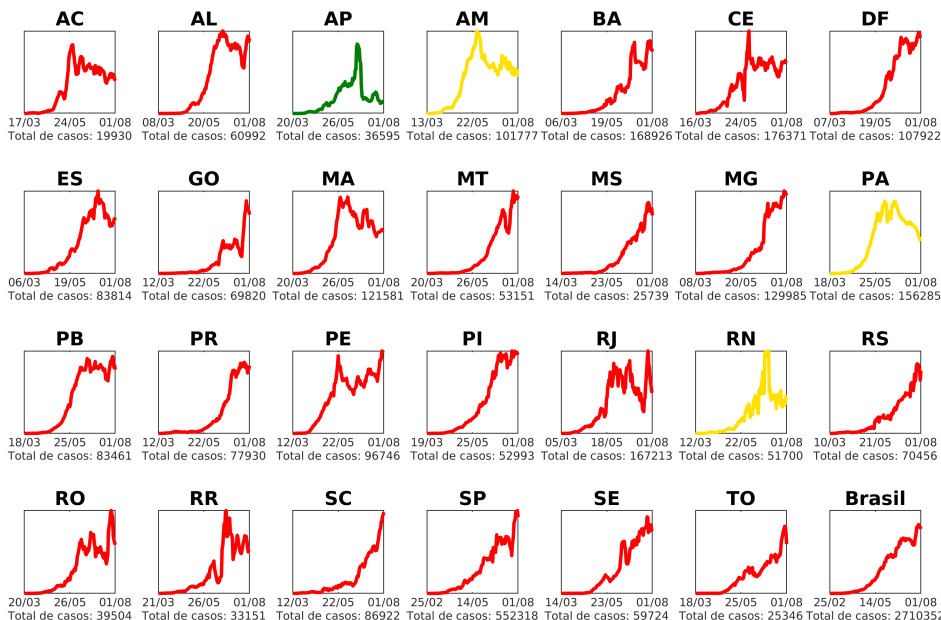 AC AL AP AM BA CE DF
17/03 24/05 01/08 08/03 20/05 01/08 20/03 26/05 01/08 13/03 22/05 01/08 06/03 19/05 01/08 16/03 24/05 01/08 07/03 19/05 01/08
Total de casos: 19930 Total de casos: 60992 Total de casos: 36595 Total de casos: 101777 Total de casos: 168926 Total de casos: 176371 Total de casos: 107922
ES GO MA MT MS MG PA
06/03 19/05 01/08 12/03 22/05 01/08 20/03 26/05 01/08 20/03 26/05 01/08 14/03 23/05 01/08 08/03 20/05 01/08 18/03 25/05 01/08
Total de casos: 83814 Total de casos: 69820 Total de casos: 121581 Total de casos: 53151 Total de casos: 25739 Total de casos: 129985 Total de casos: 156285
PB PR PE PI RJ RN RS
18/03 25/05 01/08 12/03 22/05 01/08 12/03 22/05 01/08 19/03 25/05 01/08 05/03 18/05 01/08 12/03 22/05 01/08 10/03 21/05 01/08
Total de casos: 83461 Total de casos: 77930 Total de casos: 96746 Total de casos: 52993 Total de casos: 167213 Total de casos: 51700 Total de casos: 70456
RO RR SC SP SE TO Brasil
20/03 26/05 01/08 21/03 26/05 01/08 12/03 22/05 01/08 25/02 14/05 01/08 14/03 23/05 01/08 18/03 25/05 01/08 25/02 14/05 01/08
Total de casos: 39504 Total de casos: 33151 Total de casos: 86922 Total de casos: 552318 Total de casos: 59724 Total de casos: 25346 Total de casos: 2710352